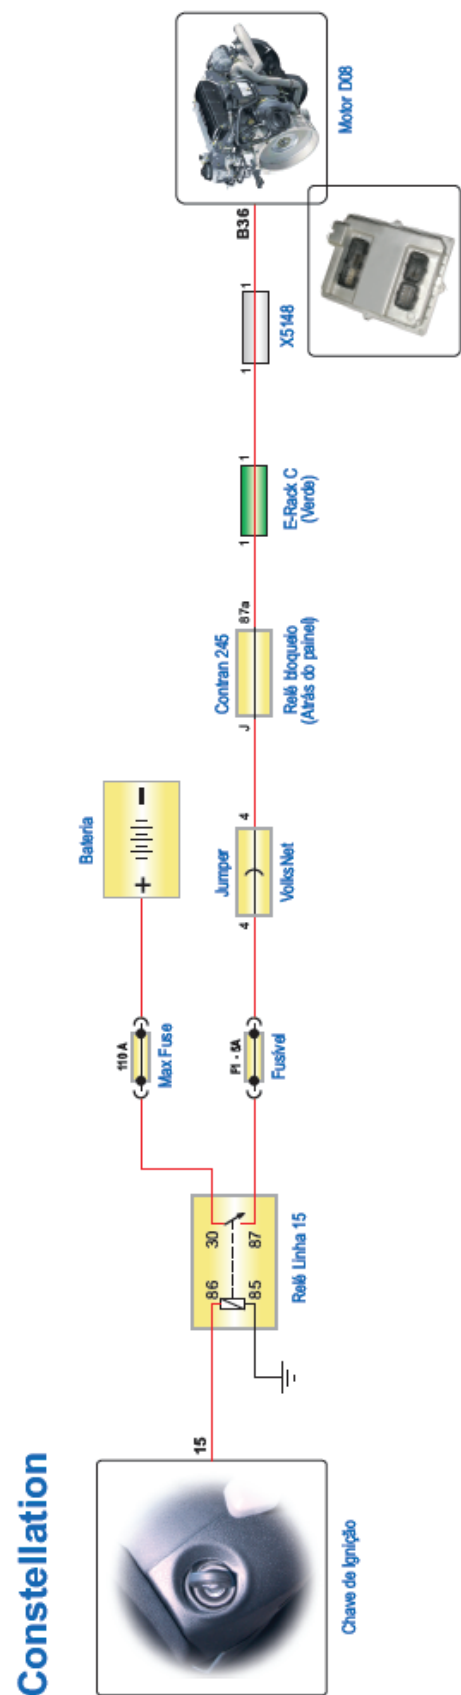 Constellation
Chave de Ignição
15
86
30
85
87
Relé Linha 15
110 A
Max Fuse
F1 - 5A
Fusível
Bateria
+
−
4
Jumper
4
VolksNet
J
Contran 245
87a
Relé bloqueio
(Atrás do painel)
1
1
E-Rack C
(Verde)
1
1
X5148
B36
Motor D08